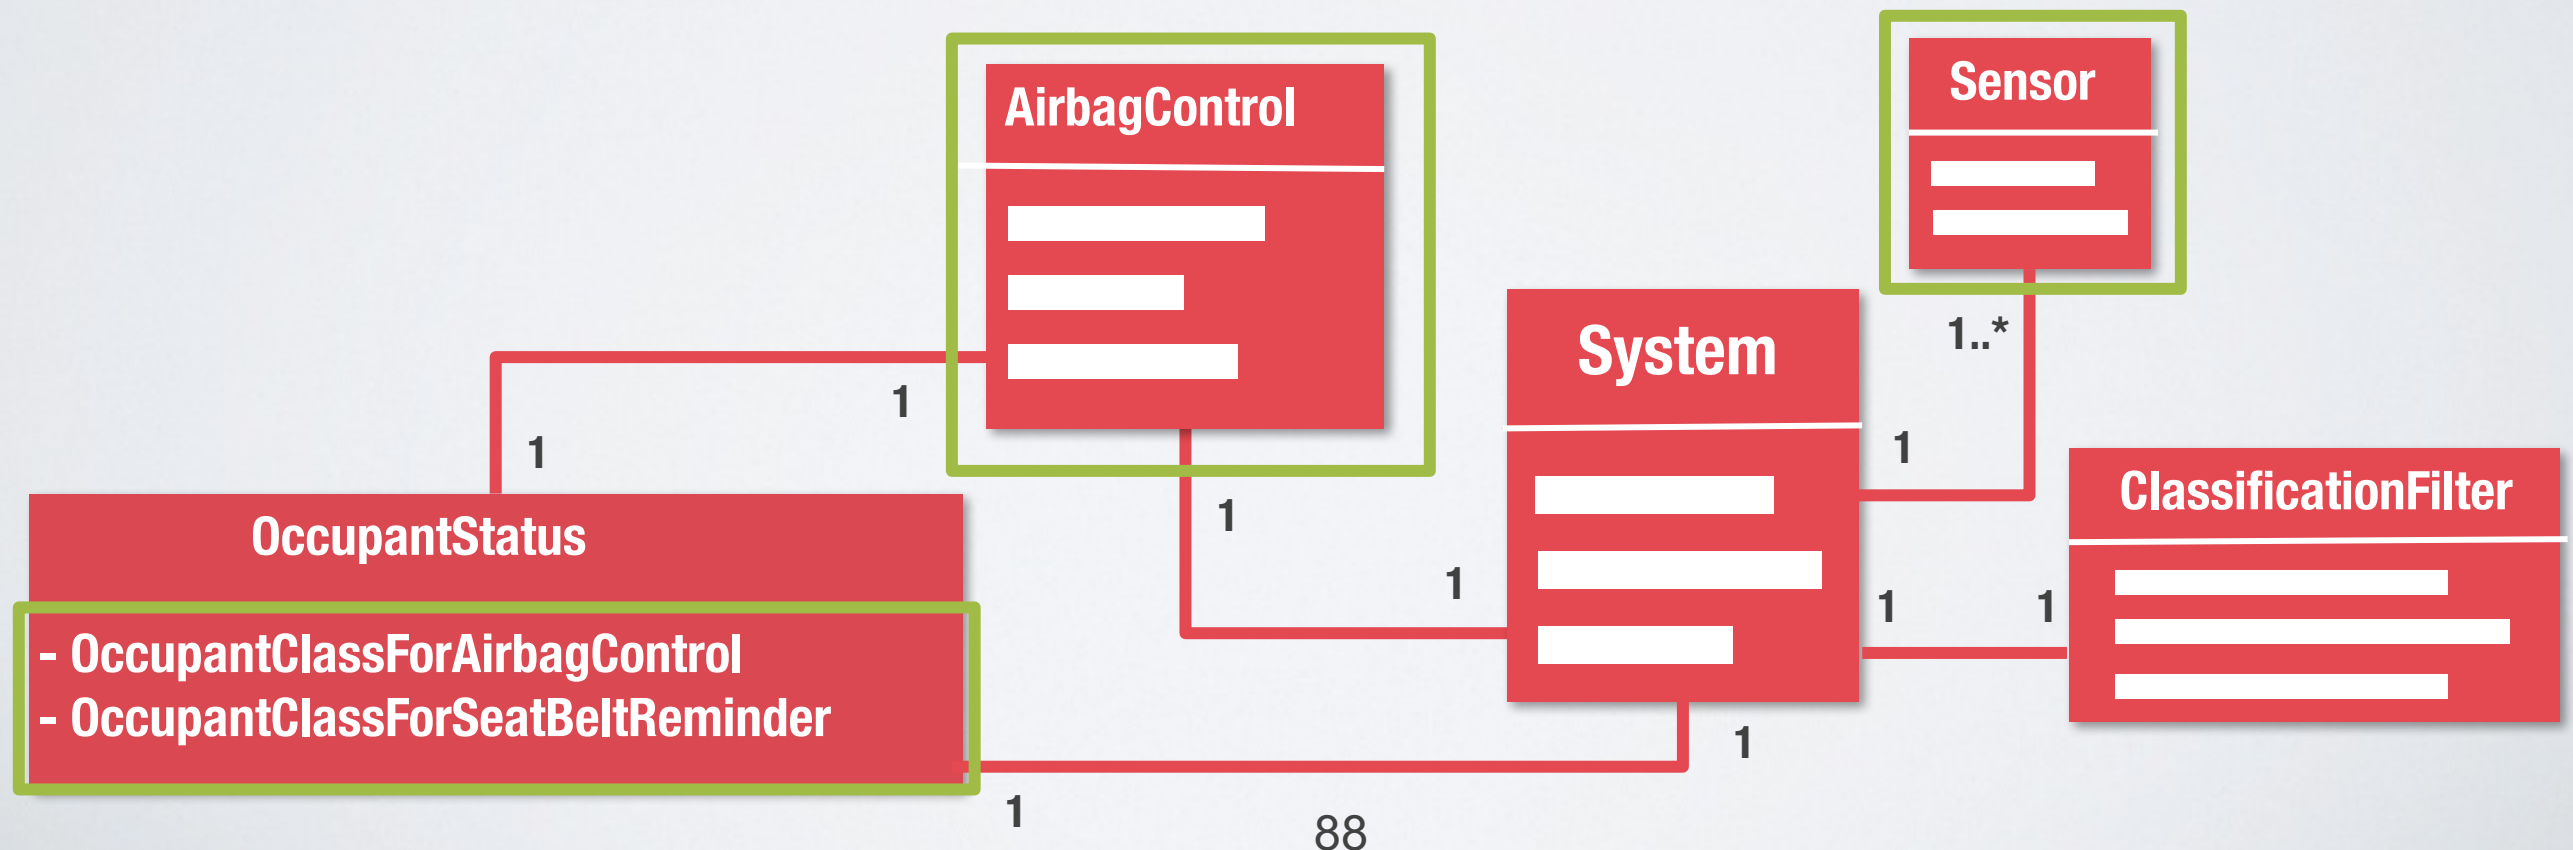 Sensor
AirbagControl
1..*
System
1
1
1
ClassificationFilter
1
OccupantStatus
1
1
1
- OccupantClassForAirbagControl
- OccupantClassForSeatBeltReminder
1
1
88